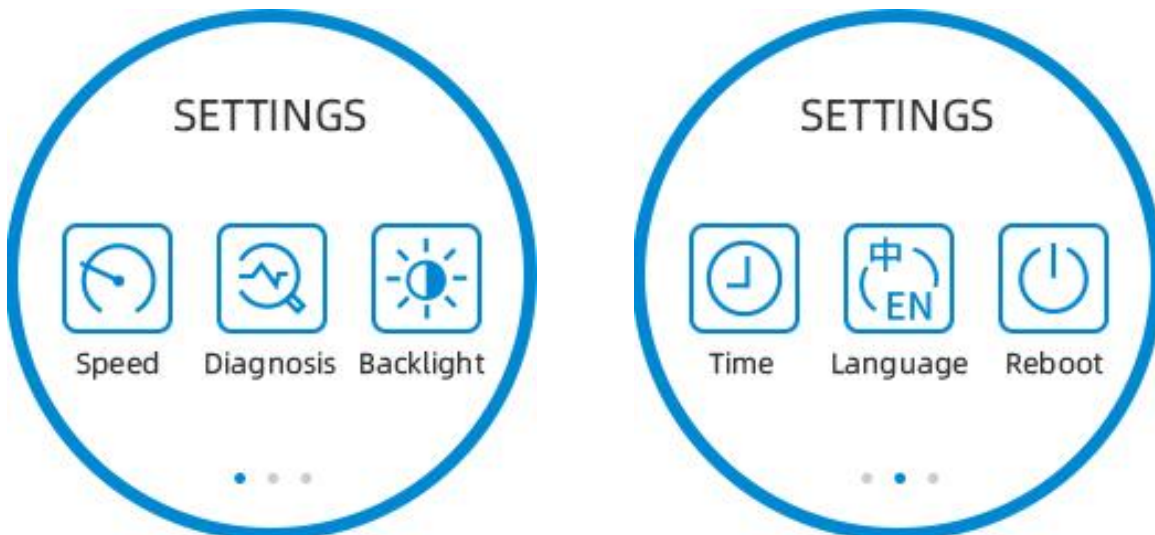 SETTINGS
Speed Diagnosis Backlight
SETTINGS
中
EN
Time Language Reboot